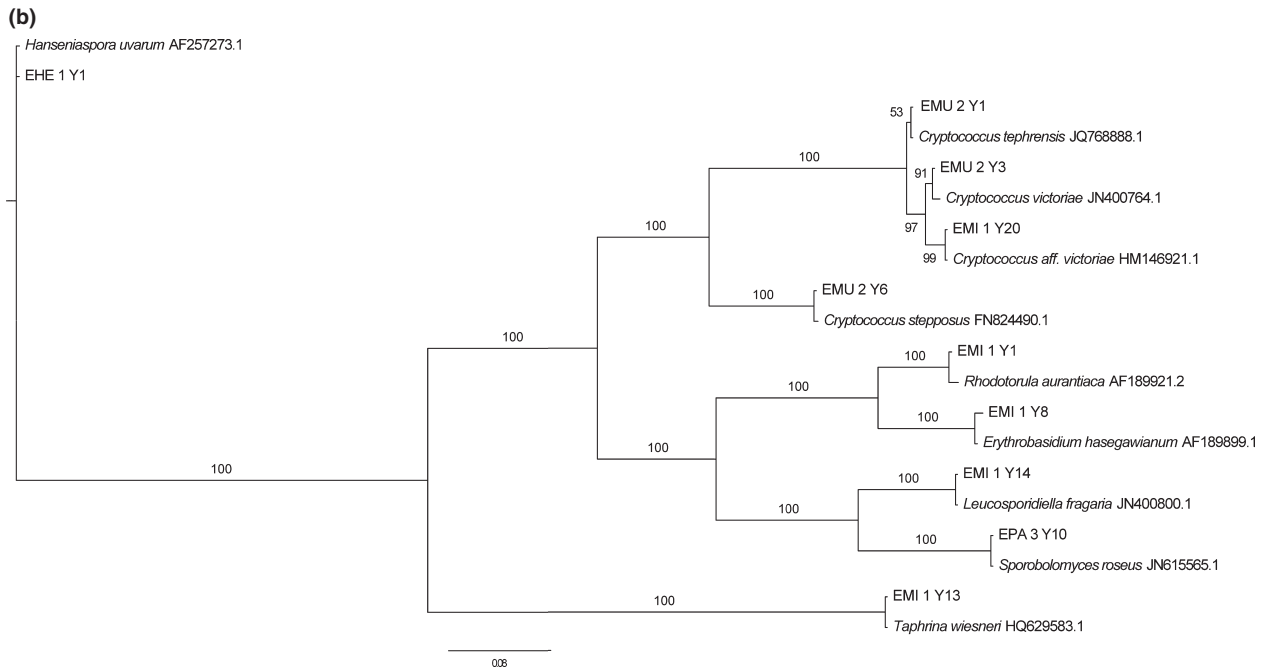 (b)
Hanseniaspora uvarum AF257273.1
EHE 1 Y1
53
EMU 2 Y1
Cryptococcus tephrensis JQ768888.1
100
91
EMU 2 Y3
Cryptococcus victoriae JN400764.1
97
EMI 1 Y20
99
Cryptococcus aff. victoriae HM146921.1
100
100
EMU 2 Y6
Cryptococcus stepposus FN824490.1
100
100
EMI 1 Y1
Rhodotorula aurantiaca AF189921.2
100
100
EMI 1 Y8
Erythrobasidium hasegawianum AF189899.1
100
100
EMI 1 Y14
Leucosporidiella fragaria JN400800.1
100
100
EPA 3 Y10
Sporobolomyces roseus JN615565.1
100
100
EMI 1 Y13
Taphrina wiesneri HQ629583.1
0.08